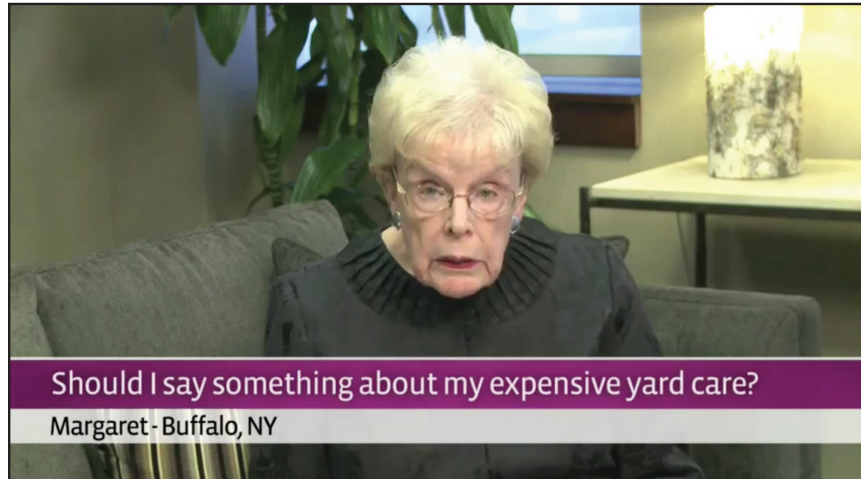 Should I say something about my expensive yard care?
Margaret - Buffalo, NY